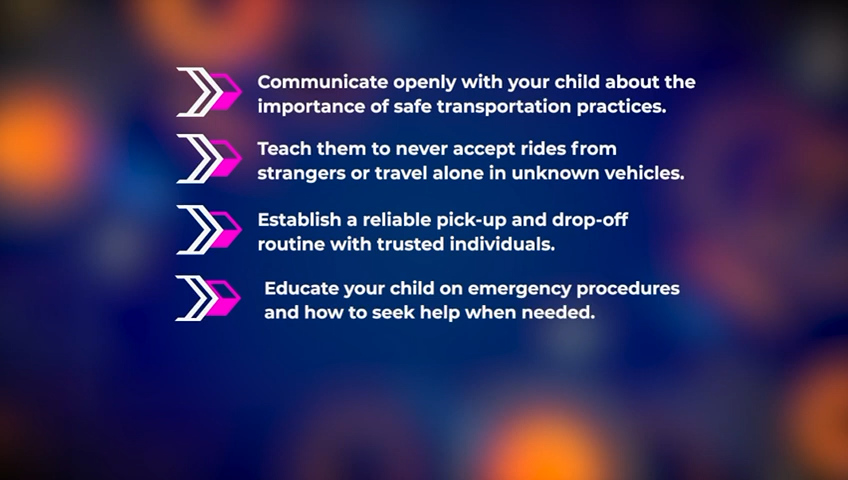 Communicate openly with your child about the
importance of safe transportation practices.
Teach them to never accept rides from
strangers or travel alone in unknown vehicles.
Establish a reliable pick-up and drop-off
routine with trusted individuals.
Educate your child on emergency procedures
and how to seek help when needed.